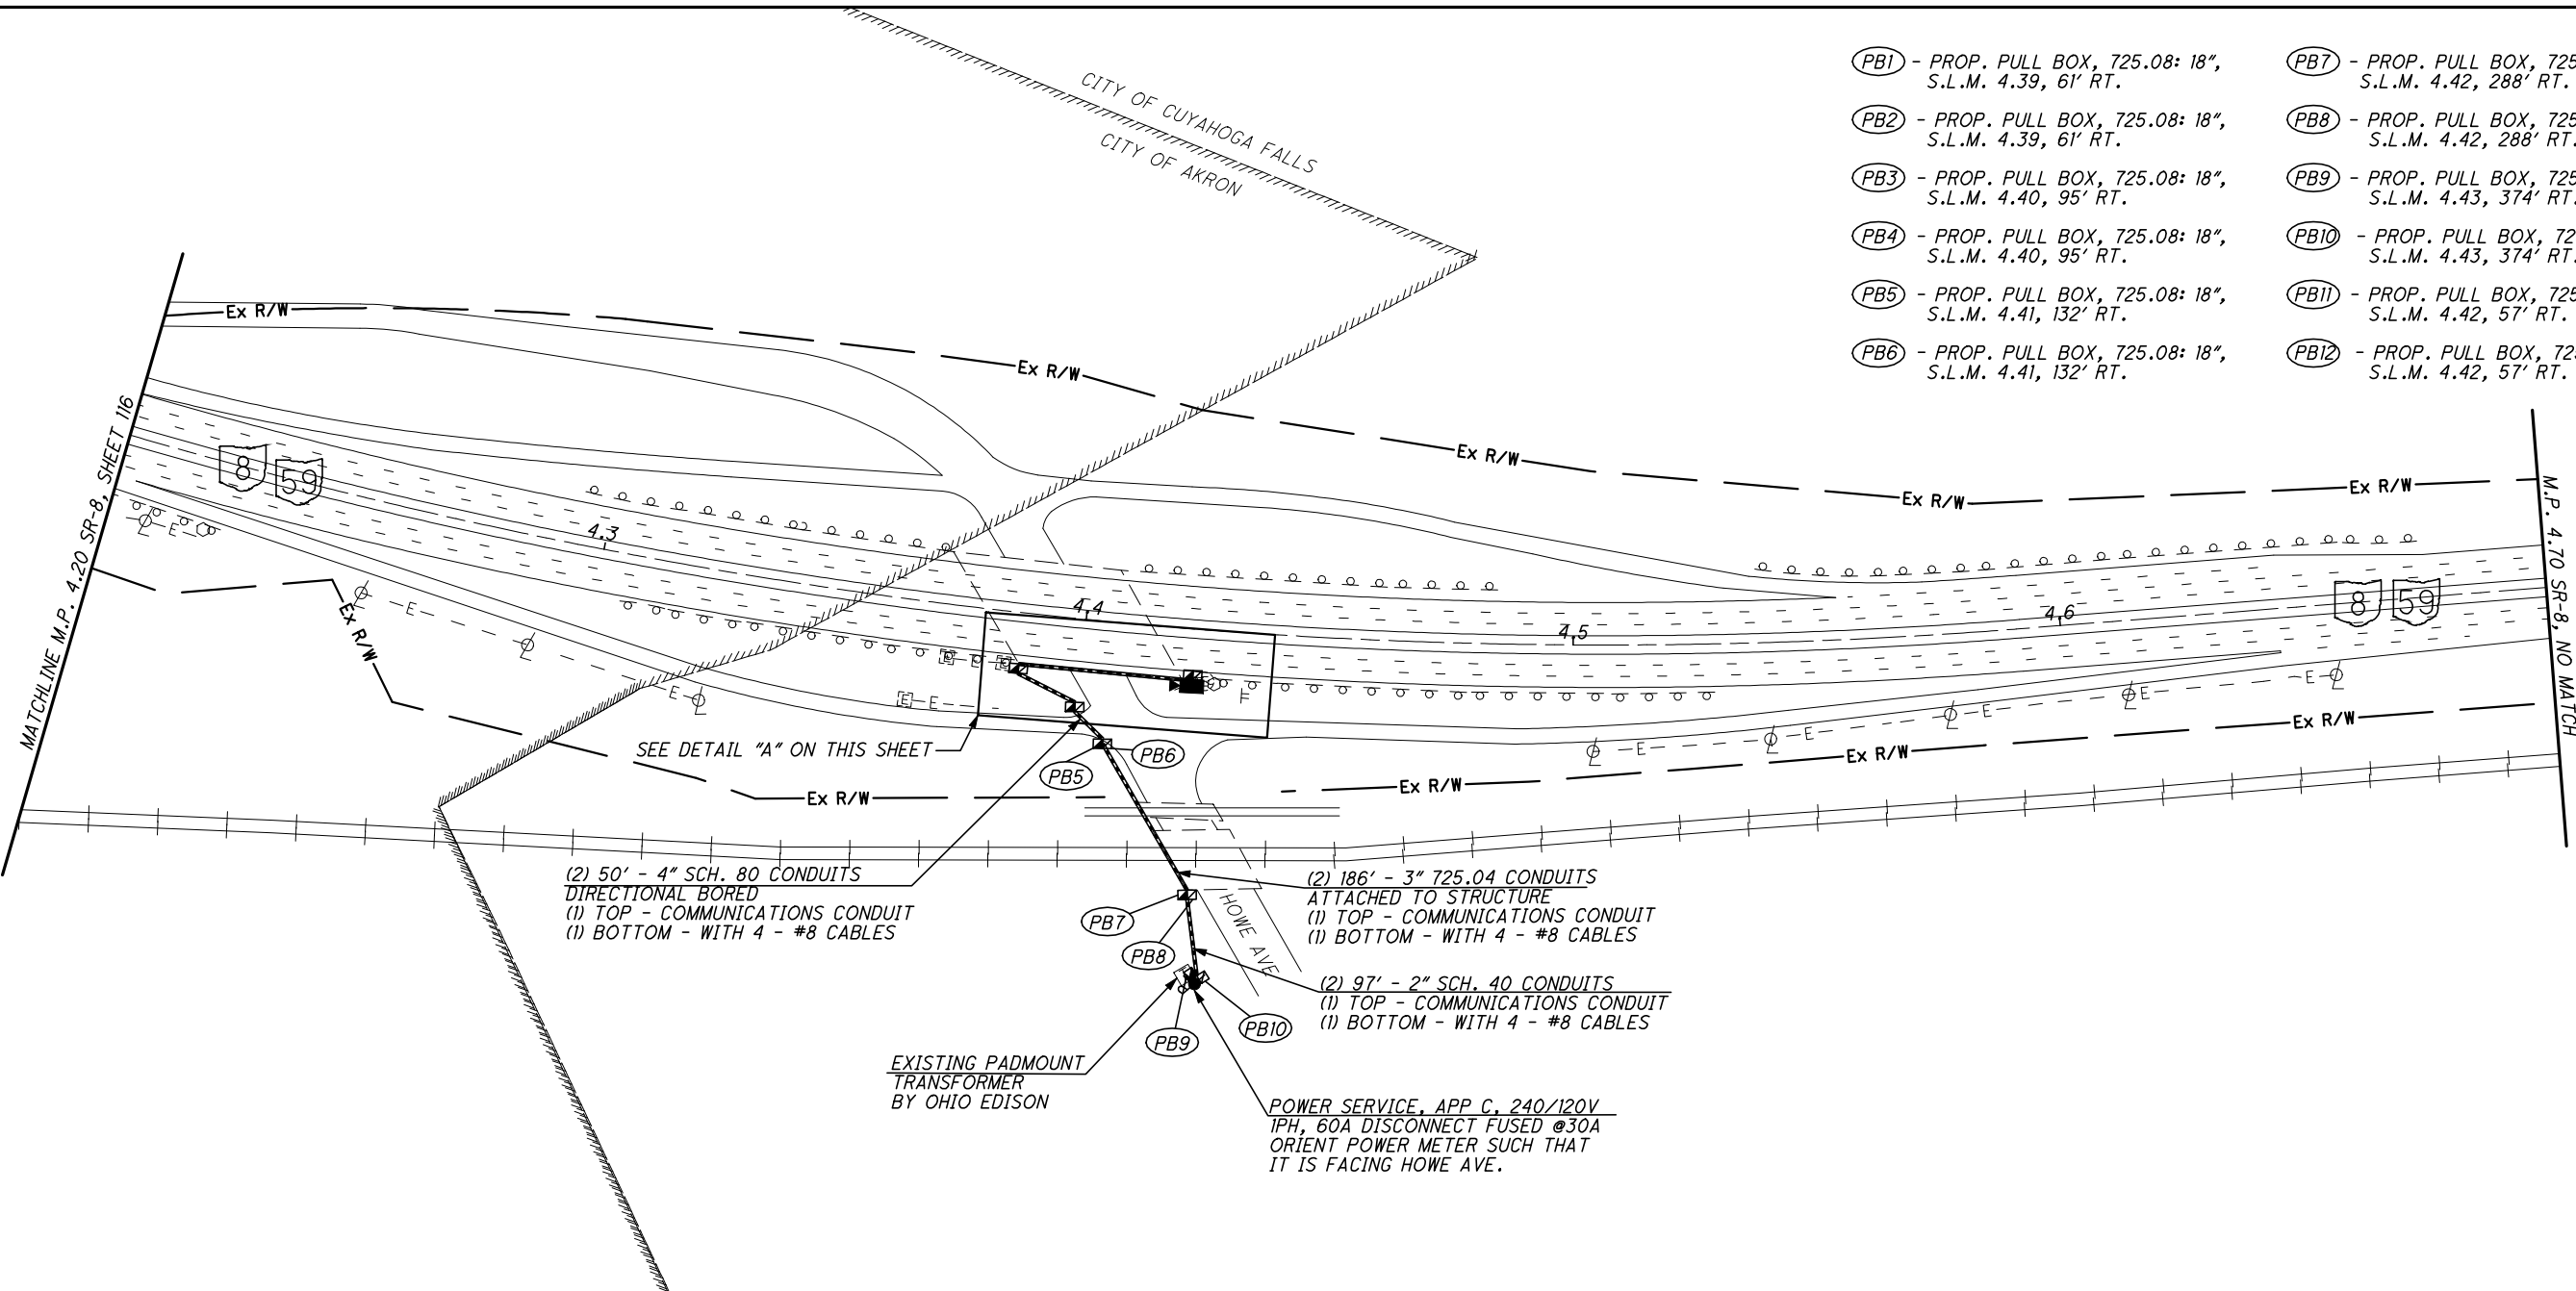 CITY OF CUYAHOGA FALLS
CITY OF AKRON
PB1 - PROP. PULL BOX, 725.08: 18",
S.L.M. 4.39, 61' RT.
PB2 - PROP. PULL BOX, 725.08: 18",
S.L.M. 4.39, 61' RT.
PB3 - PROP. PULL BOX, 725.08: 18",
S.L.M. 4.40, 95' RT.
PB4 - PROP. PULL BOX, 725.08: 18",
S.L.M. 4.40, 95' RT.
PB5 - PROP. PULL BOX, 725.08: 18",
S.L.M. 4.41, 132' RT.
PB6 - PROP. PULL BOX, 725.08: 18",
S.L.M. 4.41, 132' RT.
PB7 - PROP. PULL BOX, 725
S.L.M. 4.42, 288' RT.
PB8 - PROP. PULL BOX, 725
S.L.M. 4.42, 288' RT.
PB9 - PROP. PULL BOX, 725
S.L.M. 4.43, 374' RT.
PB10 - PROP. PULL BOX, 72
S.L.M. 4.43, 374' RT.
PB11 - PROP. PULL BOX, 725
S.L.M. 4.42, 57' RT.
PB12 - PROP. PULL BOX, 72
S.L.M. 4.42, 57' RT.
Ex R/W
Ex R/W
Ex R/W
Ex R/W
Ex R/W
MATCHLINE M.P. 4.20 SR-8, SHEET 116
8
59
4.3
4.4
4.5
4.6
8
59
M.P. 4.70 SR-8, NO MATCH
E
E
E
E
E
E
E
E
E
E
E
E
E
E
Ex R/W
Ex R/W
Ex R/W
Ex R/W
Ex R/W
SEE DETAIL "A" ON THIS SHEET
PB5
PB6
(2) 50' - 4" SCH. 80 CONDUITS
DIRECTIONAL BORED
(1) TOP - COMMUNICATIONS CONDUIT
(1) BOTTOM - WITH 4 - #8 CABLES
(2) 186' - 3" 725.04 CONDUITS
ATTACHED TO STRUCTURE
(1) TOP - COMMUNICATIONS CONDUIT
(1) BOTTOM - WITH 4 - #8 CABLES
PB7
PB8
HOWE AVE
(2) 97' - 2" SCH. 40 CONDUITS
(1) TOP - COMMUNICATIONS CONDUIT
(1) BOTTOM - WITH 4 - #8 CABLES
PB9
PB10
EXISTING PADMOUNT
TRANSFORMER
BY OHIO EDISON
POWER SERVICE, APP C, 240/120V
1PH, 60A DISCONNECT FUSED @30A
ORIENT POWER METER SUCH THAT
IT IS FACING HOWE AVE.